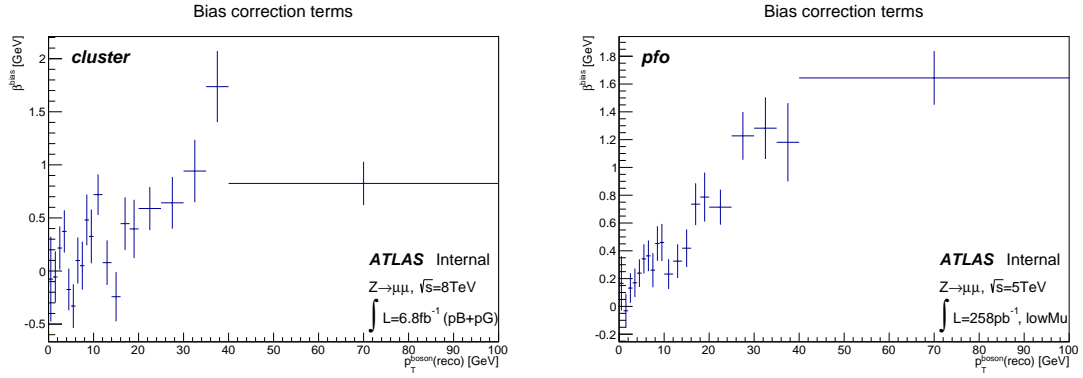 Bias correction terms
β^bias [GeV]
cluster
2
1.5
1
0.5
0
-0.5
ATLAS Internal
Z→μμ, √s=8TeV
∫ L=6.8fb^-1 (pB+pG)
0 10 20 30 40 50 60 70 80 90 100
p_T^boson(reco) [GeV]
Bias correction terms
β^bias [GeV]
pfo
1.8
1.6
1.4
1.2
1
0.8
0.6
0.4
0.2
0
-0.2
ATLAS Internal
Z→μμ, √s=5TeV
∫ L=258pb^-1, lowMu
0 10 20 30 40 50 60 70 80 90 100
p_T^boson(reco) [GeV]